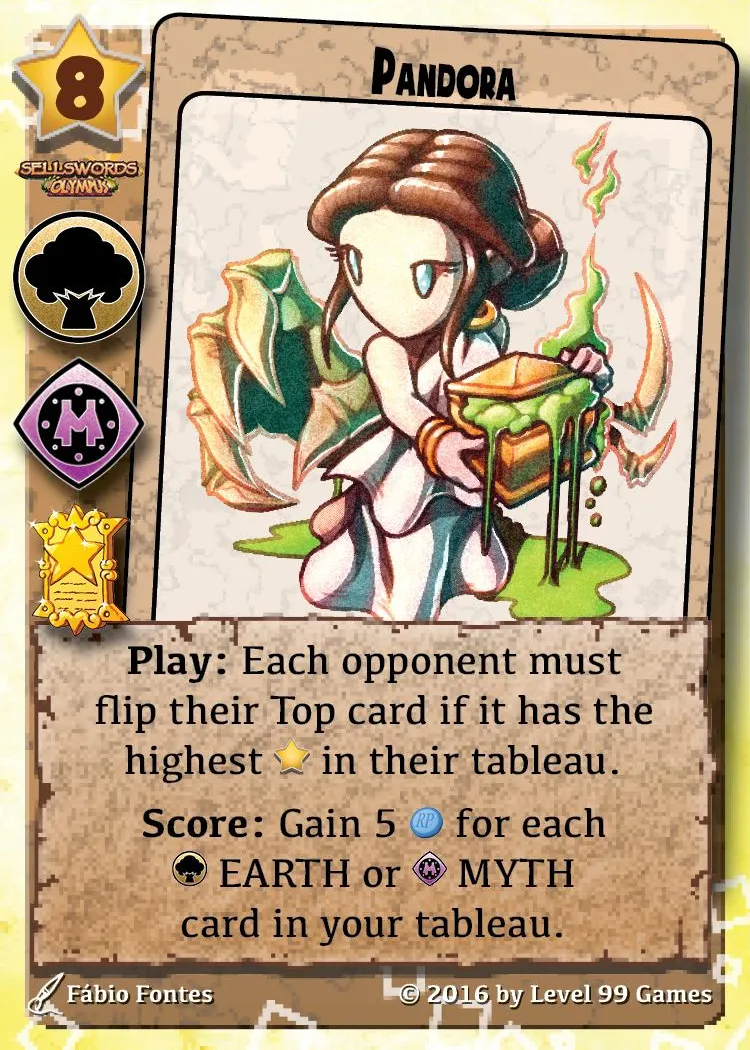 8
PANDORA
SELLSWORDS
OLYMPUS
M
Play: Each opponent must
flip their Top card if it has the
highest in their tableau.
Score: Gain 5 RP for each
EARTH or M MYTH
card in your tableau.
Fábio Fontes
© 2016 by Level 99 Games